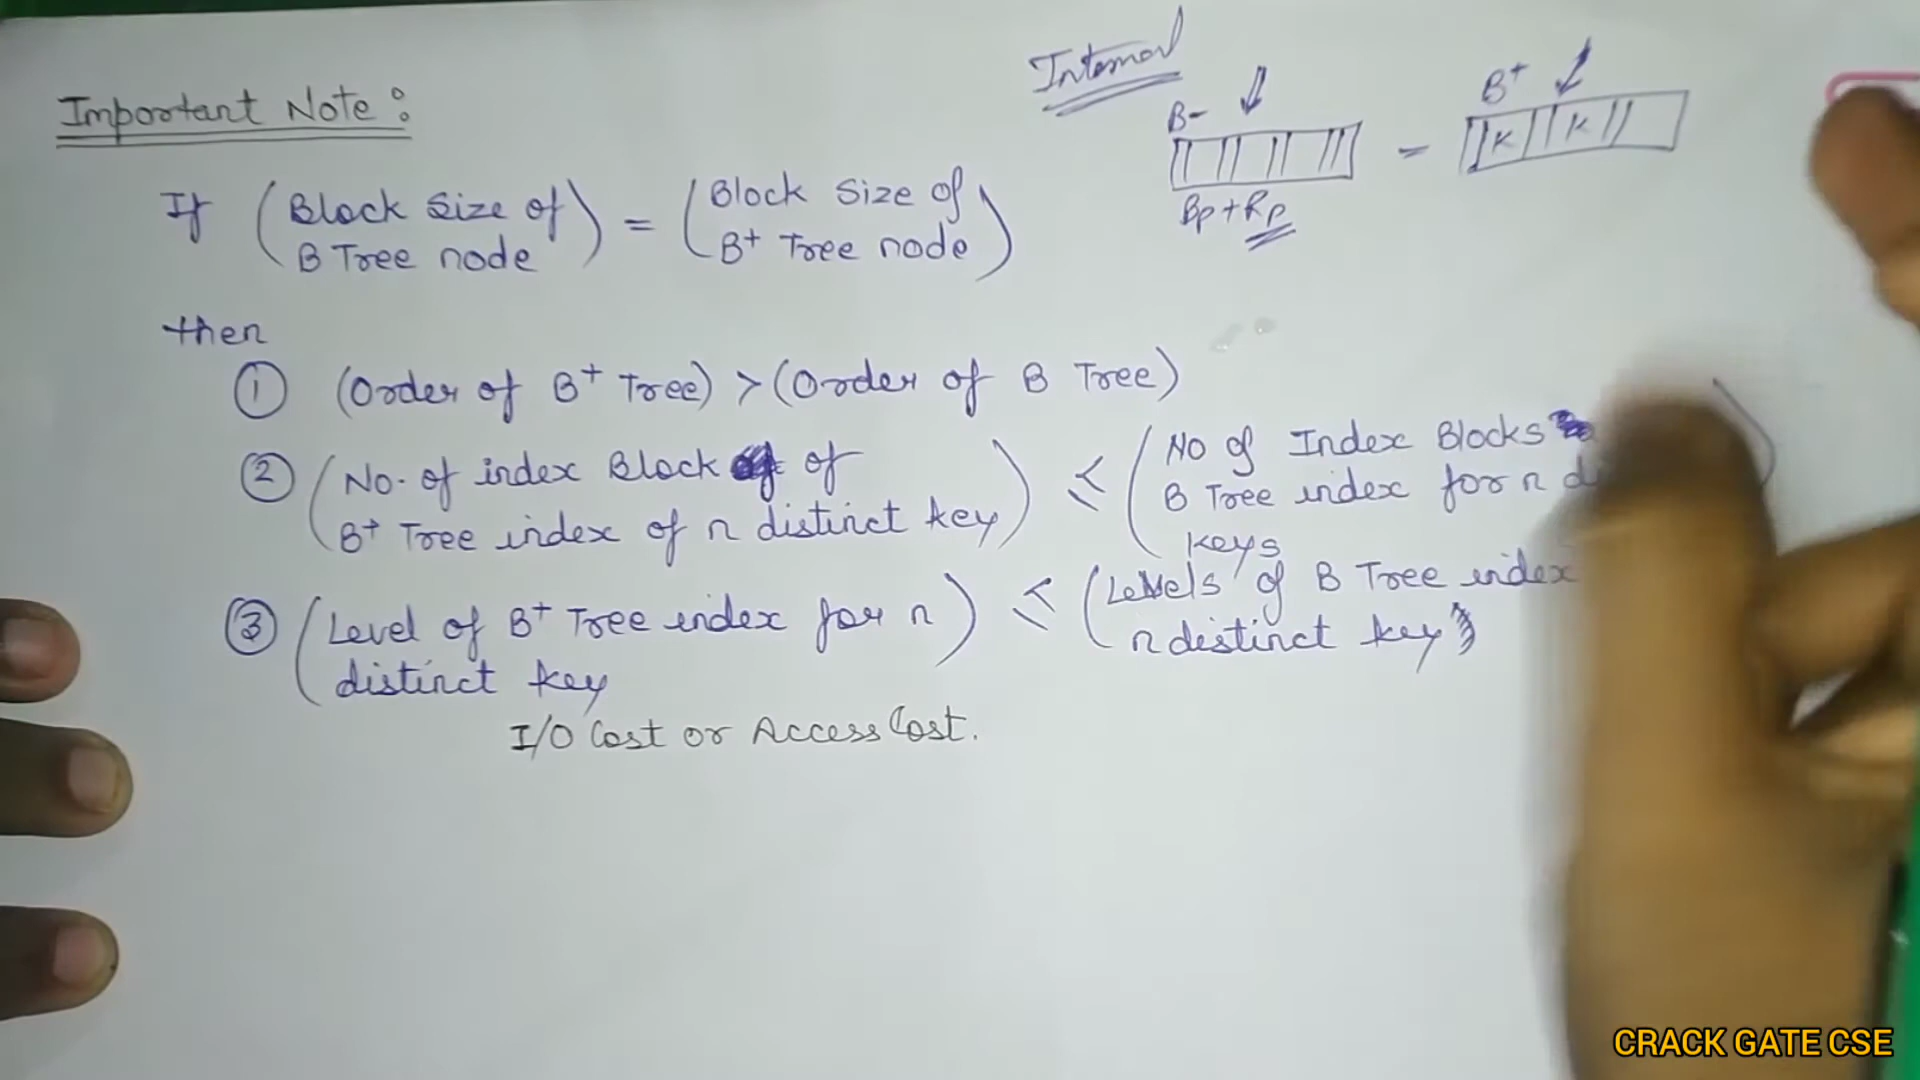 Important Note :
Internal
B-
B+
K K
Bp + Rp
If (Block Size of B Tree node) = (Block Size of B+ Tree node)
then
① (Order of B+ Tree) > (Order of B Tree)
② (No. of index Block of
B+ Tree index of n distinct key) ≤ (No of Index Blocks
B Tree index for n
keys
③ (Level of B+ Tree index for n
distinct key) ≤ (Levels of B Tree index
n distinct key)
I/O Cost or Access Cost.
CRACK GATE CSE